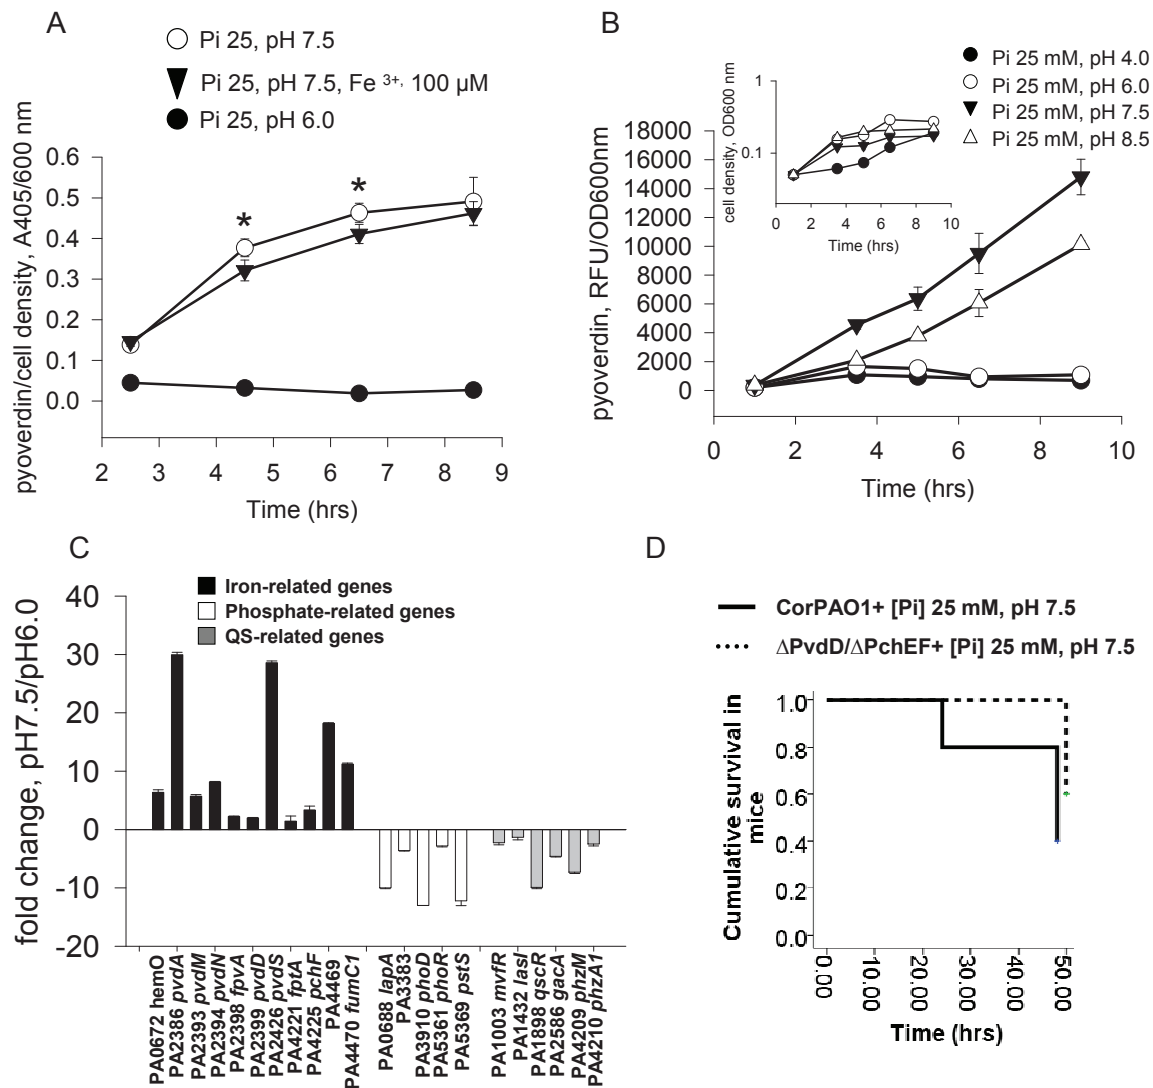 A
Pi 25, pH 7.5
Pi 25, pH 7.5, Fe 3+, 100 µM
Pi 25, pH 6.0
pyoverdin/cell density, A405/600 nm
0.6
0.5
0.4
0.3
0.2
0.1
0.0
*
*
2 3 4 5 6 7 8 9
Time (hrs)
B
Pi 25 mM, pH 4.0
Pi 25 mM, pH 6.0
Pi 25 mM, pH 7.5
Pi 25 mM, pH 8.5
cell density, OD600 nm
1
0.1
0 2 4 6 8 10
Time (hrs)
pyoverdin, RFU/OD600nm
18000
16000
14000
12000
10000
8000
6000
4000
2000
0
0 2 4 6 8 10
Time (hrs)
C
Iron-related genes
Phosphate-related genes
QS-related genes
fold change, pH7.5/pH6.0
40
30
20
10
0
-10
-20
PA0672 hemO
PA2386 pvdA
PA2393 pvdM
PA2394 pvdN
PA2398 fpvA
PA2399 pvdD
PA2426 pvdS
PA4221 fptA
PA4225 pchF
PA4469
PA4470 fumC1
PA0688 lapA
PA3383
PA3910 phoD
PA5361 phoR
PA5369 pstS
PA1003 mvfR
PA1432 lasI
PA1898 qscR
PA2586 gacA
PA4209 phzM
PA4210 phzA1
D
CorPAO1+ [Pi] 25 mM, pH 7.5
ΔPvdD/ΔPchEF+ [Pi] 25 mM, pH 7.5
Cumulative survival in
mice
1.0
0.8
0.6
0.4
0.2
0.0
0.00 10.00 20.00 30.00 40.00 50.00
Time (hrs)